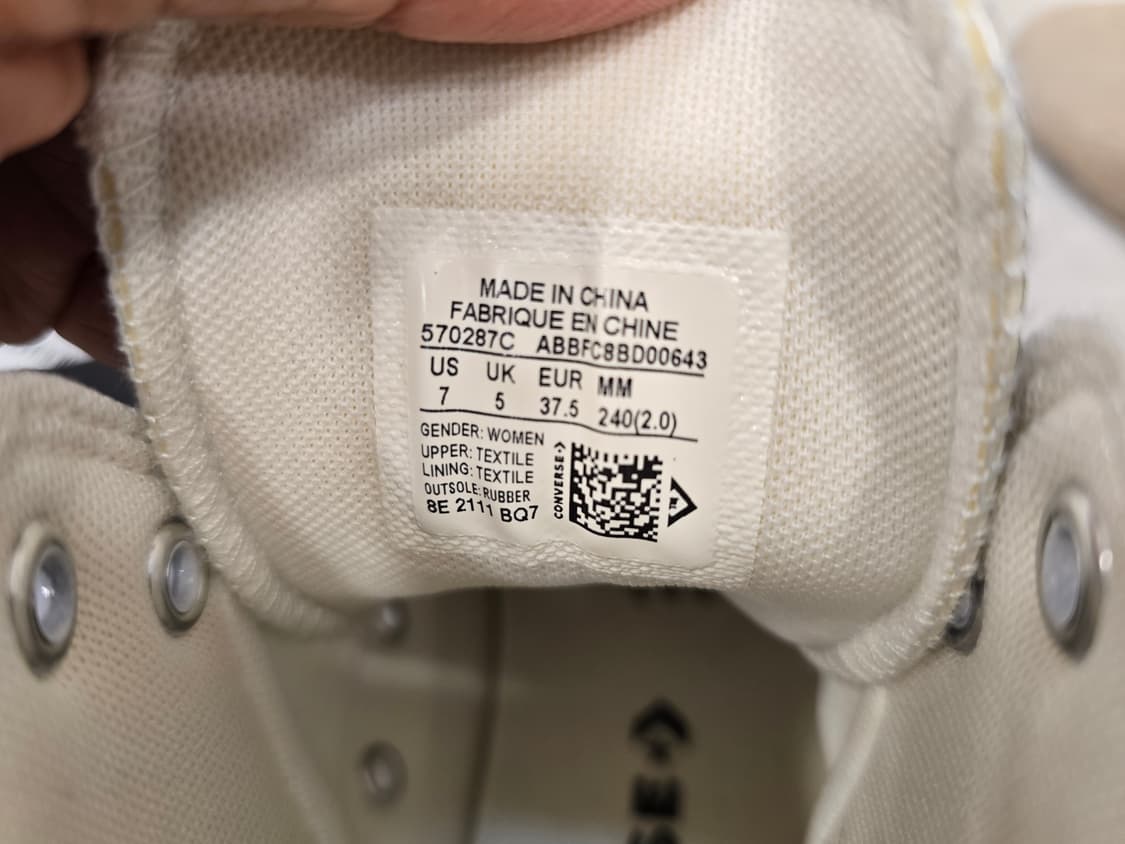 MADE IN CHINA
FABRIQUE EN CHINE
570287C ABBFC8BD00643
US UK EUR MM
7 5 37.5 240(2.0)
GENDER: WOMEN
UPPER: TEXTILE
LINING: TEXTILE
OUTSOLE: RUBBER
8E 2111 BQ7
CONVERSE
SE